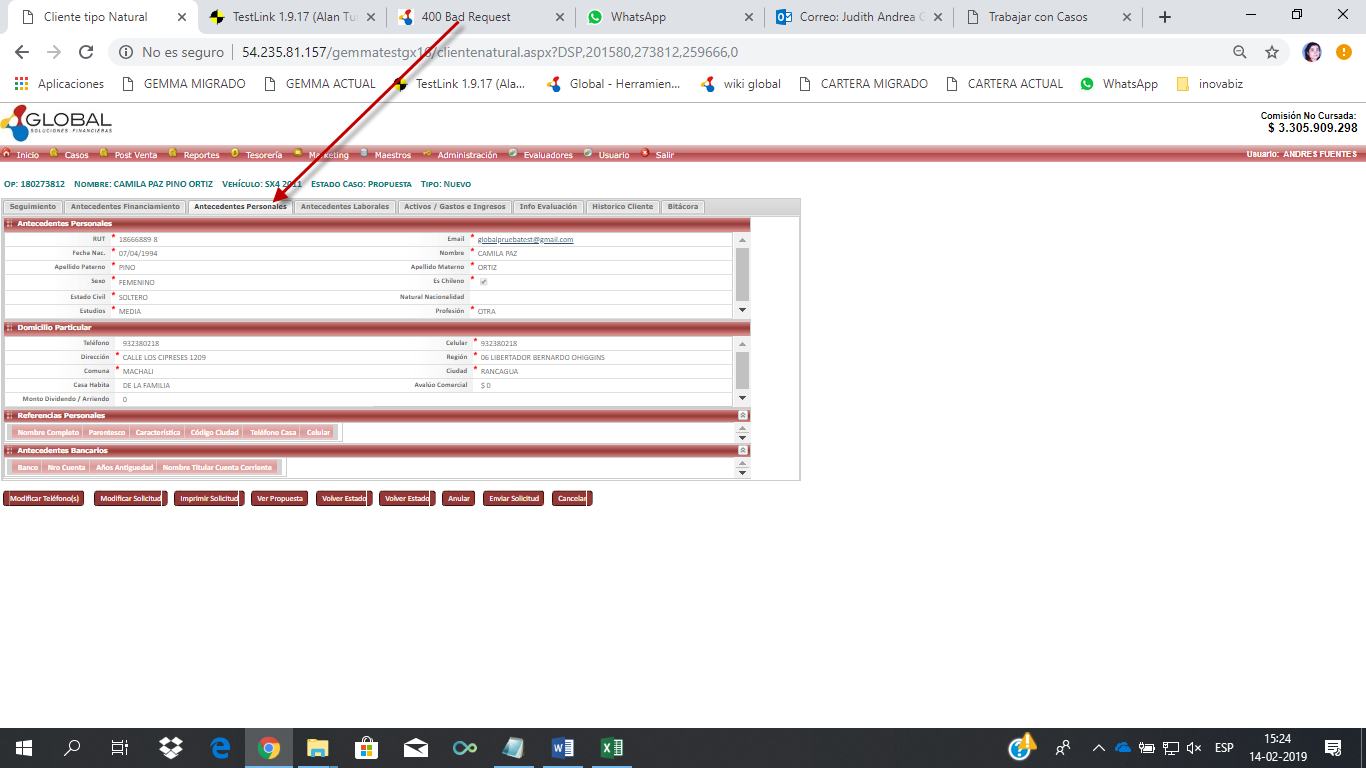 Cliente tipo Natural
TestLink 1.9.17 (Alan Tu
400 Bad Request
WhatsApp
Correo: Judith Andrea G
Trabajar con Casos
No es seguro | 54.235.81.157/gemmatestgx16/clientenatural.aspx?DSP,201580,273812,259666,0
Aplicaciones GEMMA MIGRADO GEMMA ACTUAL TestLink 1.9.17 (Ala... Global - Herramien... wiki global CARTERA MIGRADO CARTERA ACTUAL WhatsApp inovabiz
GLOBAL
SOLUCIONES FINANCIERAS
Comisión No Cursada:
$ 3.305.909.298
Inicio Casos Post Venta Reportes Tesorería Marketing Maestros Administración Evaluadores Usuario Salir Usuario: ANDRES FUENTES
OP: 180273812 NOMBRE: CAMILA PAZ PINO ORTIZ VEHÍCULO: SX4 2011 ESTADO CASO: PROPUESTA TIPO: NUEVO
Seguimiento Antecedentes Financiamiento Antecedentes Personales Antecedentes Laborales Activos / Gastos e Ingresos Info Evaluación Historico Cliente Bitácora
Antecedentes Personales
RUT * 18666889 8 Email * globalpruebatest@gmail.com
Fecha Nac. * 07/04/1994 Nombre * CAMILA PAZ
Apellido Paterno * PINO Apellido Materno * ORTIZ
Sexo * FEMENINO Es Chileno *
Estado Civil * SOLTERO Natural Nacionalidad
Estudios * MEDIA Profesión * OTRA
Domicilio Particular
Teléfono 932380218 Celular * 932380218
Dirección * CALLE LOS CIPRESES 1209 Región * 06 LIBERTADOR BERNARDO OHIGGINS
Comuna * MACHALI Ciudad * RANCAGUA
Casa Habita DE LA FAMILIA Avalúo Comercial $ 0
Monto Dividendo / Arriendo 0
Referencias Personales
Nombre Completo Parentesco Característica Código Ciudad Teléfono Casa Celular
Antecedentes Bancarios
Banco Nro Cuenta Años Antiguedad Nombre Titular Cuenta Corriente
Modificar Teléfono(s) Modificar Solicitud Imprimir Solicitud Ver Propuesta Volver Estado Volver Estado Anular Enviar Solicitud Cancelar
ESP
15:24
14-02-2019